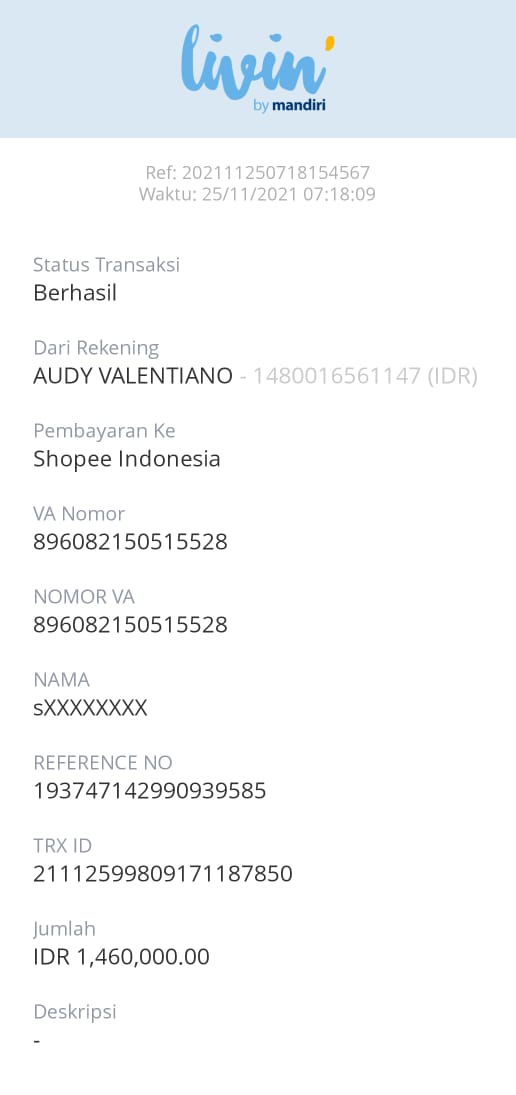 livin'
by mandiri
Ref: 202111250718154567
Waktu: 25/11/2021 07:18:09
Status Transaksi
Berhasil
Dari Rekening
AUDY VALENTIANO - 1480016561147 (IDR)
Pembayaran Ke
Shopee Indonesia
VA Nomor
896082150515528
NOMOR VA
896082150515528
NAMA
sXXXXXXXX
REFERENCE NO
193747142990939585
TRX ID
21112599809171187850
Jumlah
IDR 1,460,000.00
Deskripsi
-